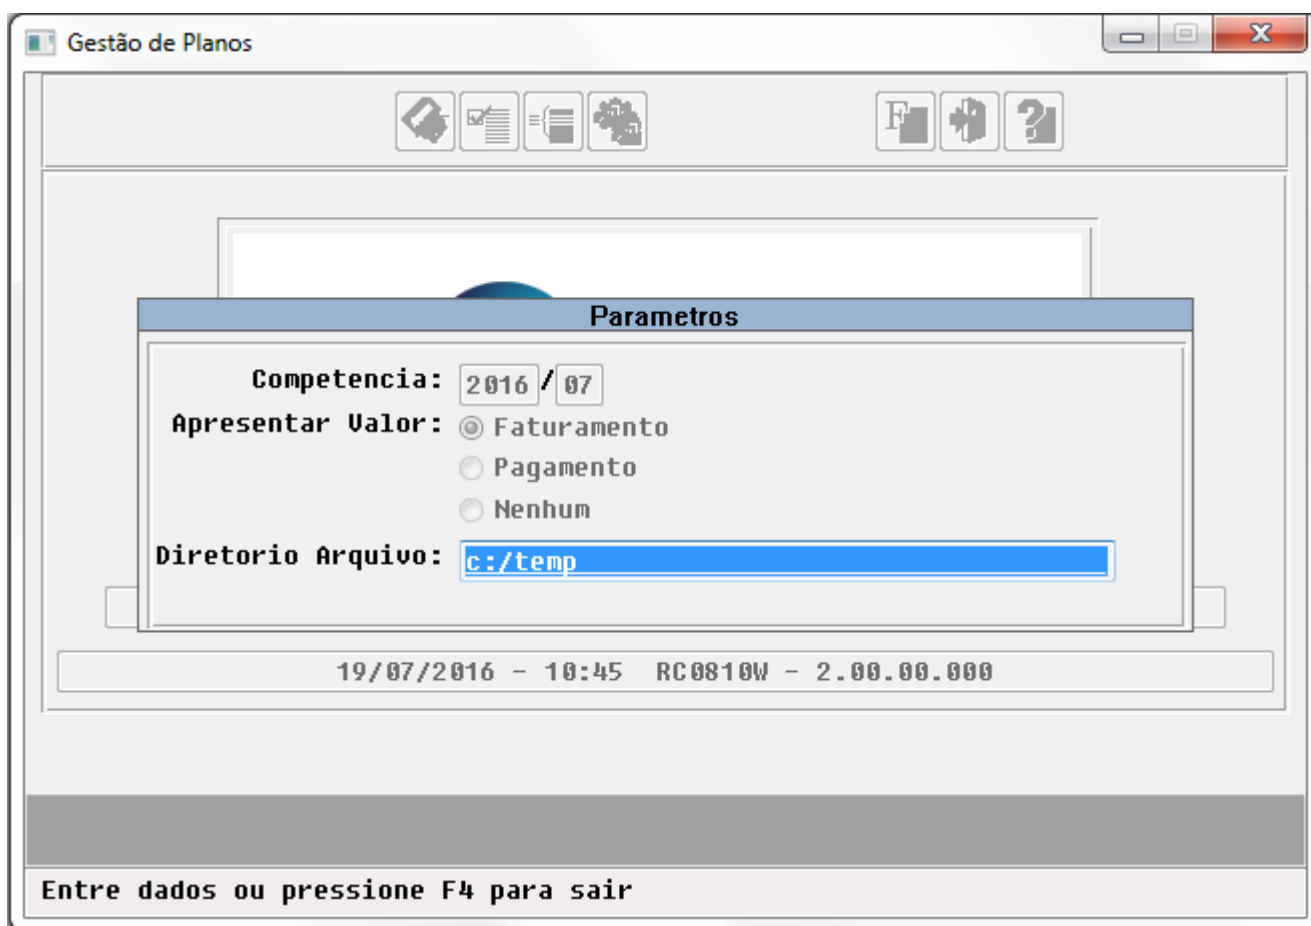 Gestão de Planos
F
Parametros
Competencia: 2016 / 07
Apresentar Valor: Faturamento
Pagamento
Nenhum
Diretorio Arquivo: c:/temp
19/07/2016 - 10:45 RC0810W - 2.00.00.000
Entre dados ou pressione F4 para sair